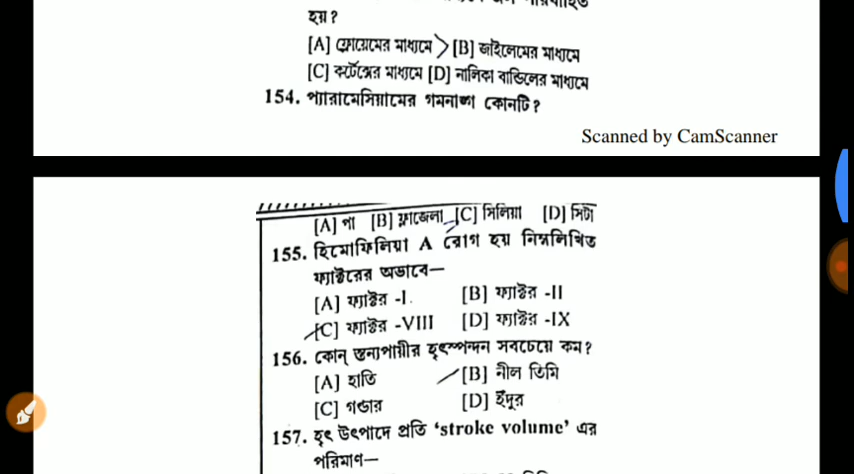 হয়?
[A] ফ্লোয়েমের মাধ্যমে [B] জাইলেমের মাধ্যমে
[C] কর্টেক্সের মাধ্যমে [D] নালিকা বান্ডিলের মাধ্যমে
154. প্যারামেসিয়ামের গমনাঙ্গ কোনটি?
Scanned by CamScanner
[A] পা [B] ফ্লাজেলা [C] সিলিয়া [D] সিটা
155. হিমোফিলিয়া A রোগ হয় নিম্নলিখিত
ফ্যাক্টরের অভাবে—
[A] ফ্যাক্টর -I [B] ফ্যাক্টর -II
[C] ফ্যাক্টর -VIII [D] ফ্যাক্টর -IX
156. কোন্ স্তন্যপায়ীর হৃৎস্পন্দন সবচেয়ে কম?
[A] হাতি [B] নীল তিমি
[C] গণ্ডার [D] ইঁদুর
157. হৃৎ উৎপাদে প্রতি ‘stroke volume’ এর
পরিমাণ—